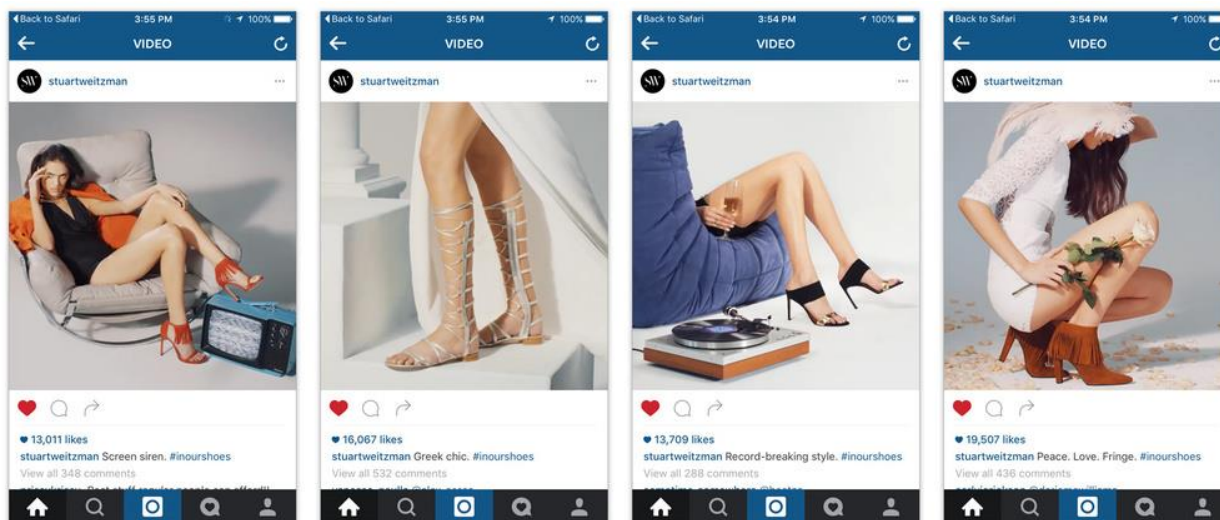 Back to Safari 3:55 PM 100%
VIDEO
SW stuartweitzman
13,011 likes
stuartweitzman Screen siren. #inourshoes
View all 348 comments
Back to Safari 3:55 PM 100%
VIDEO
SW stuartweitzman
16,067 likes
stuartweitzman Greek chic. #inourshoes
View all 532 comments
Back to Safari 3:54 PM 100%
VIDEO
SW stuartweitzman
13,709 likes
stuartweitzman Record-breaking style. #inourshoes
View all 288 comments
Back to Safari 3:54 PM 100%
VIDEO
SW stuartweitzman
19,507 likes
stuartweitzman Peace. Love. Fringe. #inourshoes
View all 436 comments